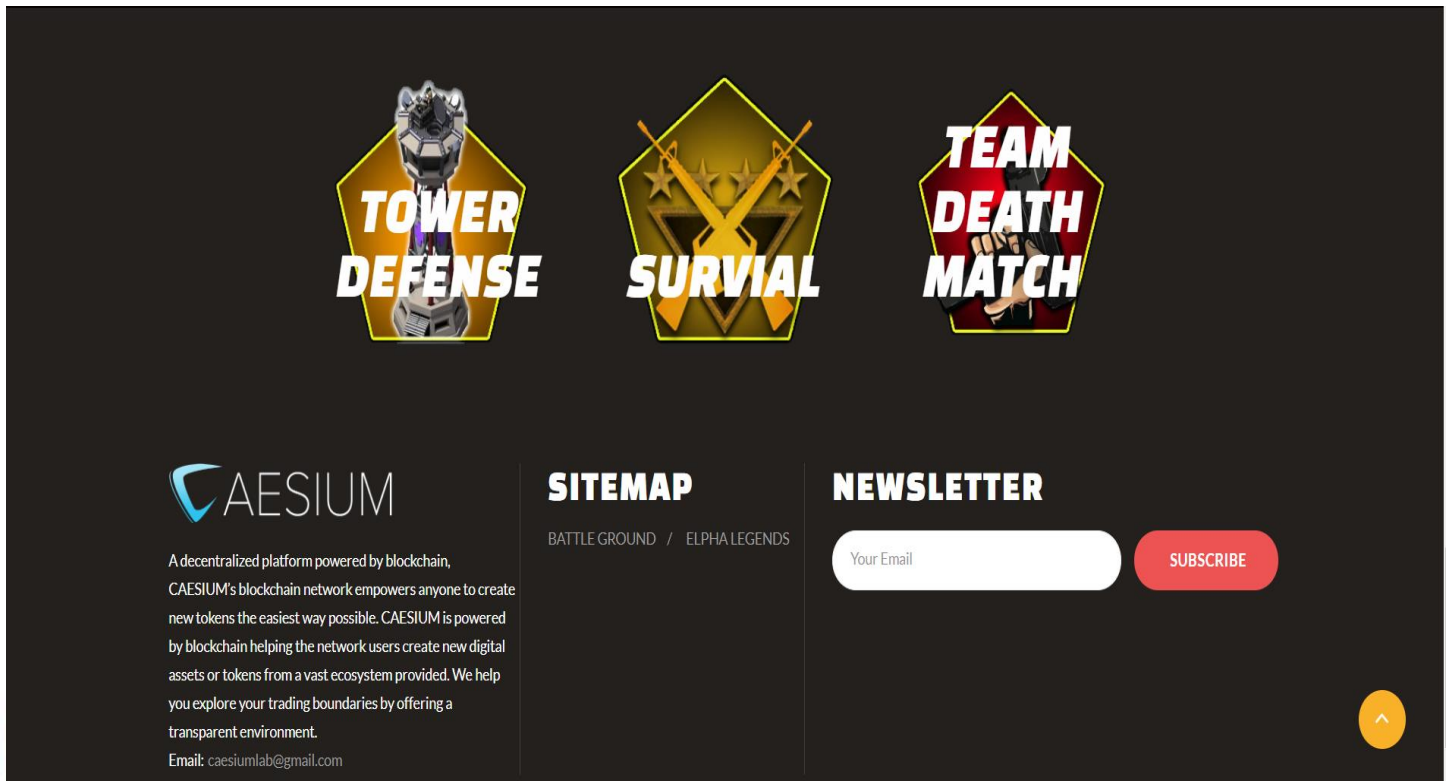 TOWER
DEFENSE
SURVIAL
TEAM
DEATH
MATCH
CAESIUM
A decentralized platform powered by blockchain,
CAESIUM's blockchain network empowers anyone to create
new tokens the easiest way possible. CAESIUM is powered
by blockchain helping the network users create new digital
assets or tokens from a vast ecosystem provided. We help
you explore your trading boundaries by offering a
transparent environment.
Email: caesiumlab@gmail.com
SITEMAP
BATTLE GROUND / ELPHA LEGENDS
NEWSLETTER
Your Email
SUBSCRIBE